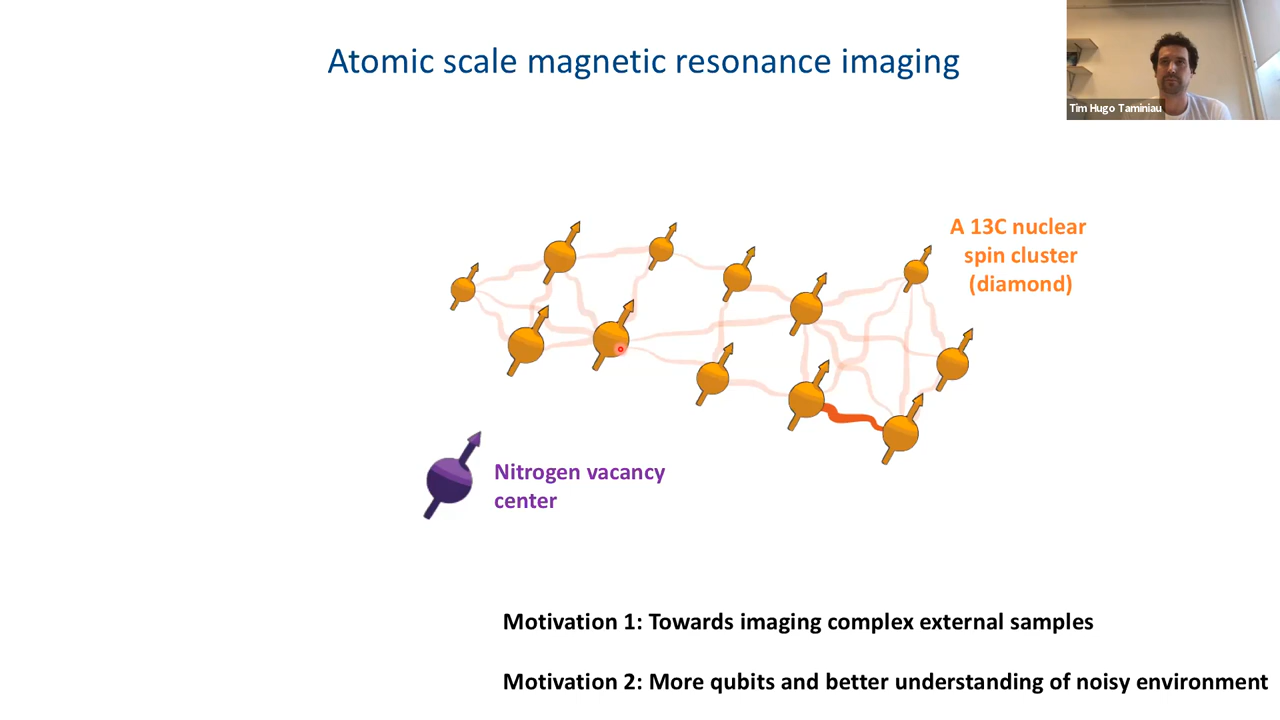 Atomic scale magnetic resonance imaging
Tim Hugo Taminiau
A 13C nuclear
spin cluster
(diamond)
Nitrogen vacancy
center
Motivation 1: Towards imaging complex external samples
Motivation 2: More qubits and better understanding of noisy environment